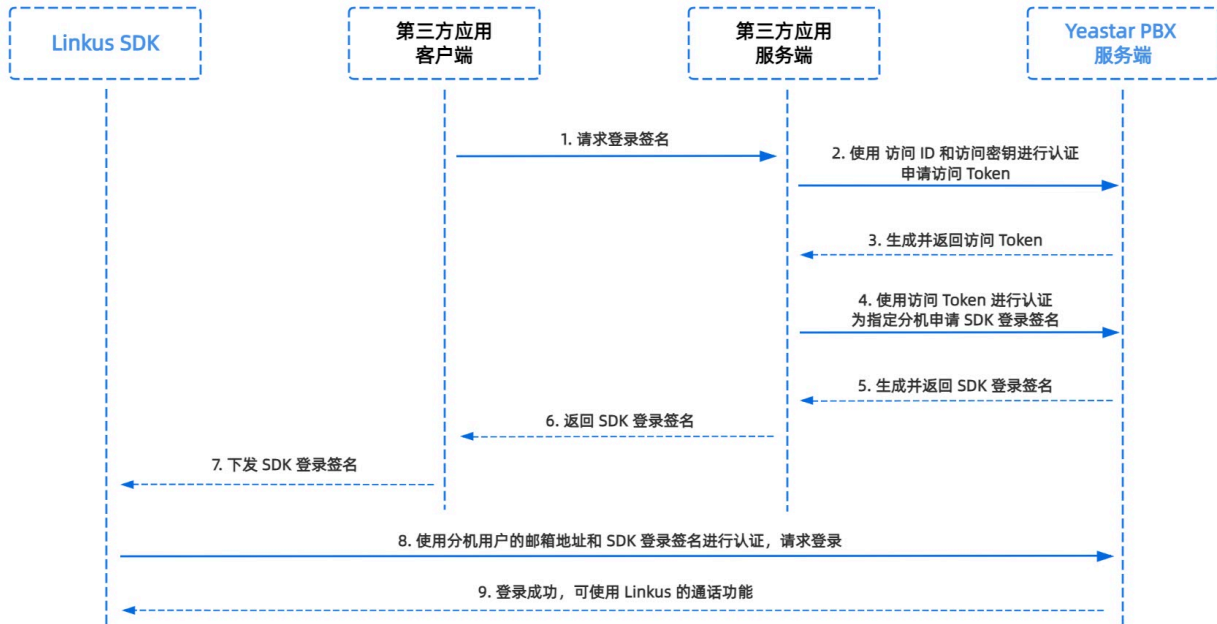 Linkus SDK
第三方应用
客户端
第三方应用
服务端
Yeastar PBX
服务端
1. 请求登录签名
2. 使用 访问 ID 和访问密钥进行认证
申请访问 Token
3. 生成并返回访问 Token
4. 使用访问 Token 进行认证
为指定分机申请 SDK 登录签名
5. 生成并返回 SDK 登录签名
6. 返回 SDK 登录签名
7. 下发 SDK 登录签名
8. 使用分机用户的邮箱地址和 SDK 登录签名进行认证，请求登录
9. 登录成功，可使用 Linkus 的通话功能